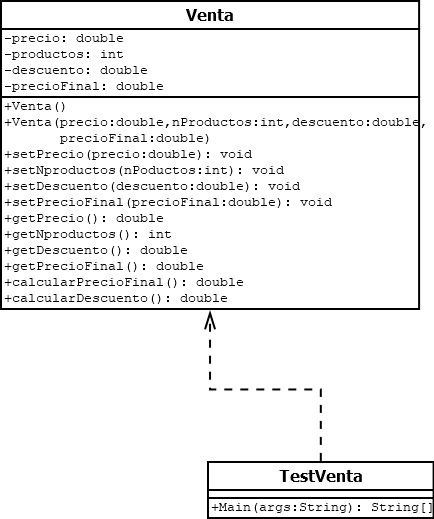 Venta
-precio: double
-productos: int
-descuento: double
-precioFinal: double
+Venta()
+Venta(precio:double,nProductos:int,descuento:double,
precioFinal:double)
+setPrecio(precio:double): void
+setNproductos(nPoductos:int): void
+setDescuento(descuento:double): void
+setPrecioFinal(precioFinal:double): void
+getPrecio(): double
+getNproductos(): int
+getDescuento(): double
+getPrecioFinal(): double
+calcularPrecioFinal(): double
+calcularDescuento(): double
TestVenta
+Main(args:String): String[]